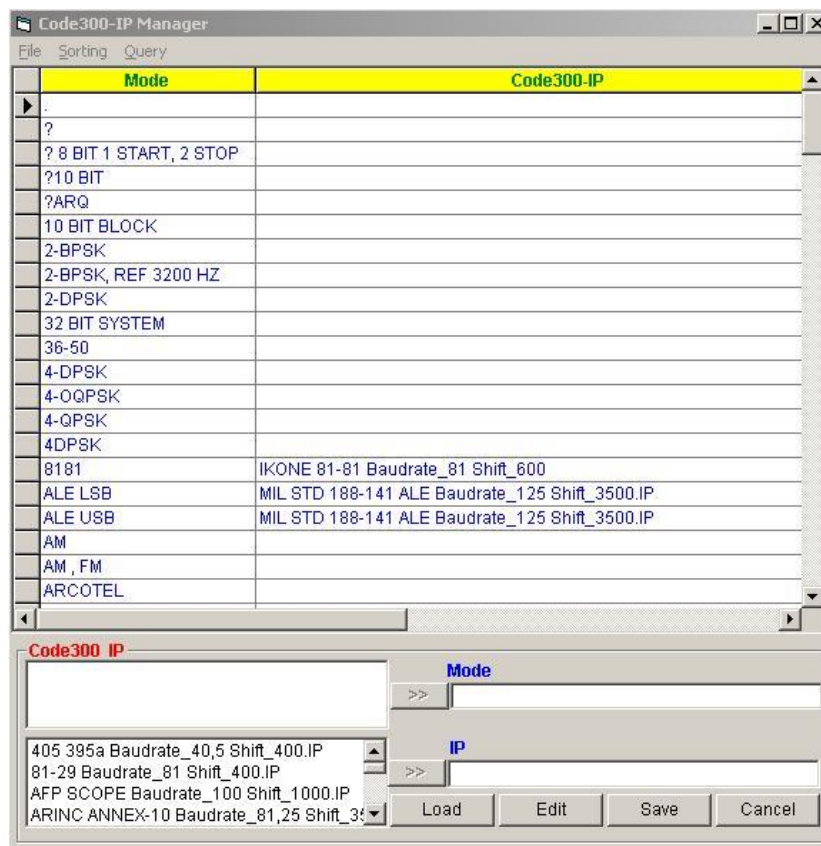 Code300-IP Manager
File Sorting Query
Mode Code300-IP
.
?
? 8 BIT 1 START, 2 STOP
?10 BIT
?ARQ
10 BIT BLOCK
2-BPSK
2-BPSK, REF 3200 HZ
2-DPSK
32 BIT SYSTEM
36-50
4-DPSK
4-OQPSK
4-QPSK
4DPSK
8181 IKONE 81-81 Baudrate_81 Shift_600
ALE LSB MIL STD 188-141 ALE Baudrate_125 Shift_3500.IP
ALE USB MIL STD 188-141 ALE Baudrate_125 Shift_3500.IP
AM
AM , FM
ARCOTEL
Code300 IP
Mode
>>
405 395a Baudrate_40,5 Shift_400.IP
81-29 Baudrate_81 Shift_400.IP
AFP SCOPE Baudrate_100 Shift_1000.IP
ARINC ANNEX-10 Baudrate_81,25
IP
>>
Load Edit Save Cancel